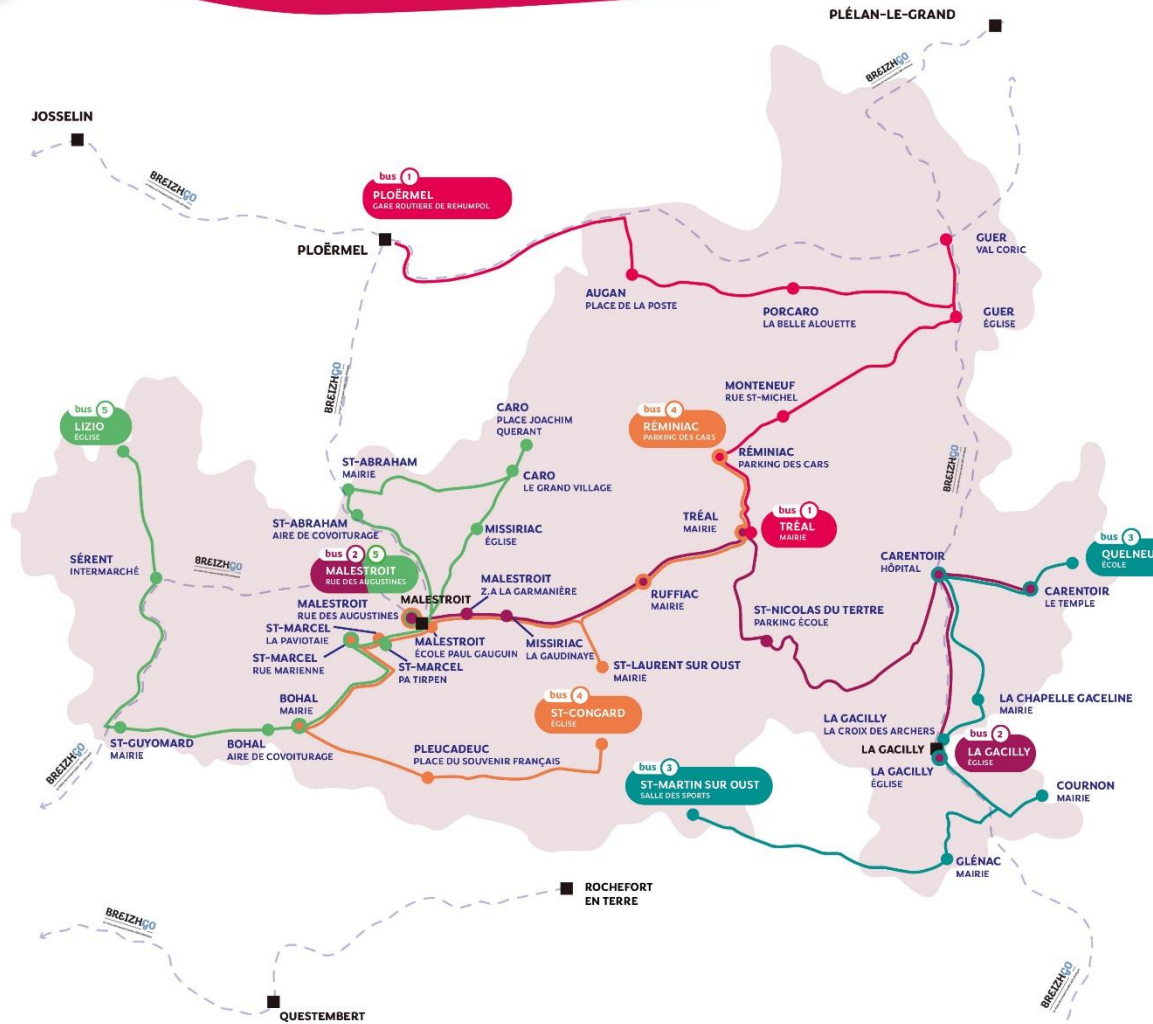 PLÉLAN-LE-GRAND
BREIZHGO
JOSSELIN
BREIZHGO
bus 1
PLOËRMEL
GARE ROUTIERE DE REHUMPOL
PLOËRMEL
GUER
VAL CORIC
AUGAN
PLACE DE LA POSTE
PORCARO
LA BELLE ALOUETTE
GUER
ÉGLISE
BREIZHGO
MONTENEUF
RUE ST-MICHEL
bus 5
LIZIO
ÉGLISE
CARO
PLACE JOACHIM
QUERANT
bus 4
RÉMINIAC
PARKING DES CARS
RÉMINIAC
PARKING DES CARS
ST-ABRAHAM
MAIRIE
CARO
LE GRAND VILLAGE
BREIZHGO
ST-ABRAHAM
AIRE DE COVOITURAGE
MISSIRIAC
ÉGLISE
TRÉAL
MAIRIE
bus 1
TRÉAL
MAIRIE
bus 3
QUELNEU
ÉCOLE
SÉRENT
INTERMARCHÉ
BREIZHGO
bus 2 5
MALESTROIT
RUE DES AUGUSTINES
CARENTOIR
HÔPITAL
CARENTOIR
LE TEMPLE
MALESTROIT
Z.A LA GARMANIÈRE
RUFFIAC
MAIRIE
MALESTROIT
RUE DES AUGUSTINES
MALESTROIT
ST-NICOLAS DU TERTRE
PARKING ÉCOLE
ST-MARCEL
LA PAVIOTAIE
MALESTROIT
ÉCOLE PAUL GAUGUIN
MISSIRIAC
LA GAUDINAYE
ST-MARCEL
RUE MARIENNE
ST-MARCEL
PA TIRPEN
ST-LAURENT SUR OUST
MAIRIE
BOHAL
MAIRIE
bus 4
ST-CONGARD
ÉGLISE
LA CHAPELLE GACELINE
MAIRIE
LA GACILLY
LA CROIX DES ARCHERS
bus 2
LA GACILLY
ÉGLISE
LA GACILLY
LA GACILLY
ÉGLISE
ST-GUYOMARD
MAIRIE
BOHAL
AIRE DE COVOITURAGE
PLEUCADEUC
PLACE DU SOUVENIR FRANÇAIS
BREIZHGO
bus 3
ST-MARTIN SUR OUST
SALLE DES SPORTS
COURNON
MAIRIE
GLÉNAC
MAIRIE
ROCHEFORT
EN TERRE
BREIZHGO
BREIZHGO
QUESTEMBERT